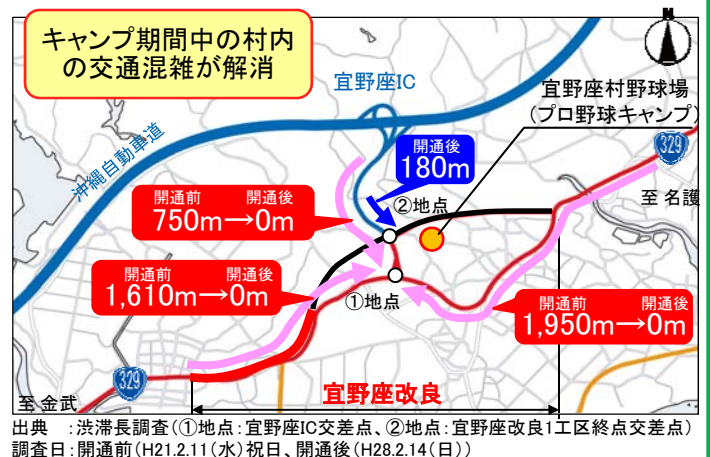 キャンプ期間中の村内
の交通混雑が解消
宜野座IC
宜野座村野球場
(プロ野球キャンプ)
沖縄自動車道
329
開通後
180m
至 名護
②地点
開通前 開通後
750m→0m
開通前 開通後
1,610m→0m
①地点
開通前 開通後
1,950m→0m
329
宜野座改良
至 金武
出典 :渋滞長調査(①地点:宜野座IC交差点、②地点:宜野座改良1工区終点交差点)
調査日:開通前(H21.2.11(水)祝日、開通後(H28.2.14(日))